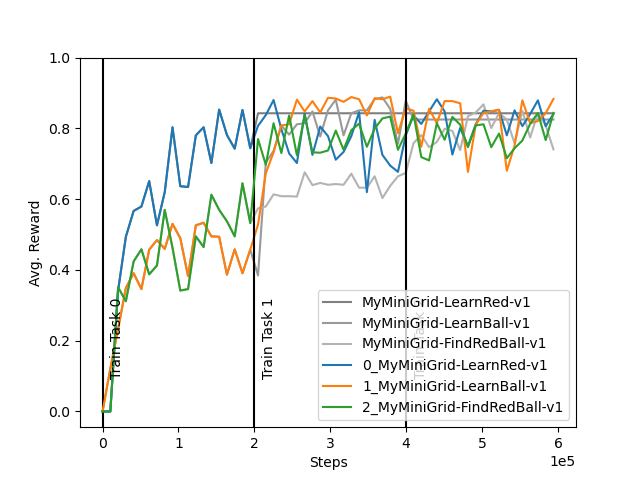 1.0
0.8
0.6
0.4
0.2
0.0
Avg. Reward
Train Task 0
Train Task 1
Train Task
MyMiniGrid-LearnRed-v1
MyMiniGrid-LearnBall-v1
MyMiniGrid-FindRedBall-v1
0_MyMiniGrid-LearnRed-v1
1_MyMiniGrid-LearnBall-v1
2_MyMiniGrid-FindRedBall-v1
0
1
2
3
4
5
6
1e5
Steps